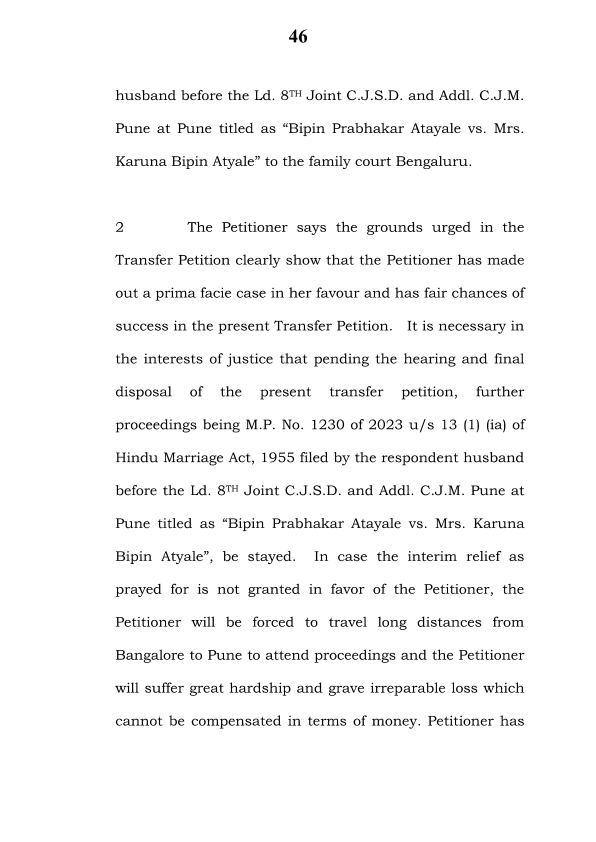 46
husband before the Ld. 8TH Joint C.J.S.D. and Addl. C.J.M.
Pune at Pune titled as “Bipin Prabhakar Atayale vs. Mrs.
Karuna Bipin Atyale” to the family court Bengaluru.
2 The Petitioner says the grounds urged in the
Transfer Petition clearly show that the Petitioner has made
out a prima facie case in her favour and has fair chances of
success in the present Transfer Petition. It is necessary in
the interests of justice that pending the hearing and final
disposal of the present transfer petition, further
proceedings being M.P. No. 1230 of 2023 u/s 13 (1) (ia) of
Hindu Marriage Act, 1955 filed by the respondent husband
before the Ld. 8TH Joint C.J.S.D. and Addl. C.J.M. Pune at
Pune titled as “Bipin Prabhakar Atayale vs. Mrs. Karuna
Bipin Atyale”, be stayed. In case the interim relief as
prayed for is not granted in favor of the Petitioner, the
Petitioner will be forced to travel long distances from
Bangalore to Pune to attend proceedings and the Petitioner
will suffer great hardship and grave irreparable loss which
cannot be compensated in terms of money. Petitioner has